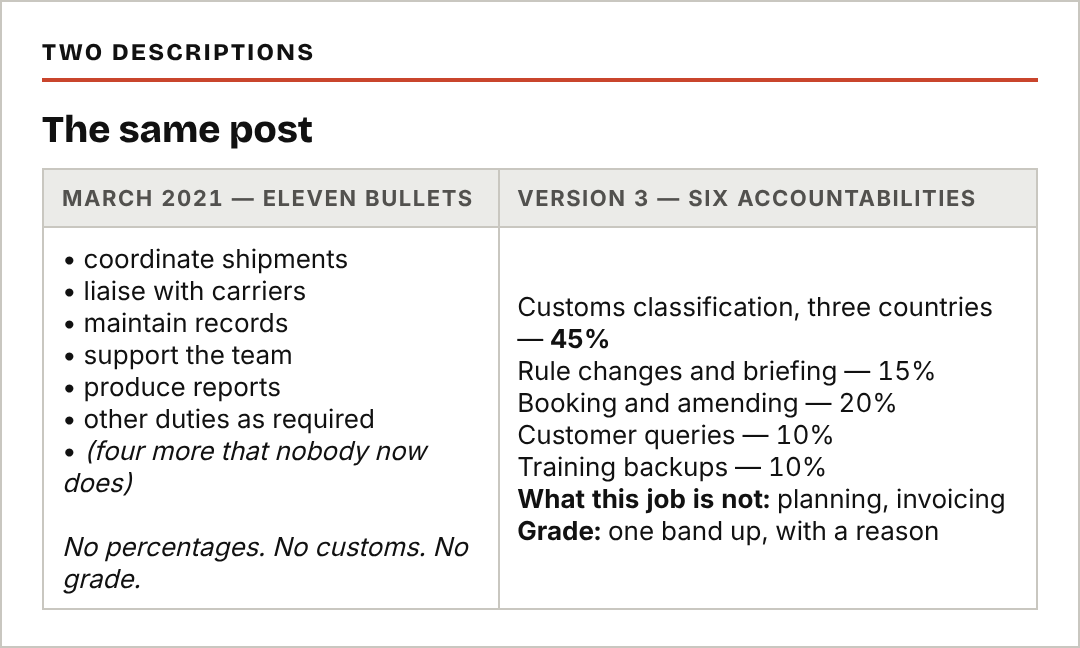 TWO DESCRIPTIONS
The same post
MARCH 2021 — ELEVEN BULLETS
VERSION 3 — SIX ACCOUNTABILITIES
• coordinate shipments
• liaise with carriers
• maintain records
• support the team
• produce reports
• other duties as required
• (four more that nobody now
does)
No percentages. No customs. No
grade.
Customs classification, three countries
— 45%
Rule changes and briefing — 15%
Booking and amending — 20%
Customer queries — 10%
Training backups — 10%
What this job is not: planning, invoicing
Grade: one band up, with a reason